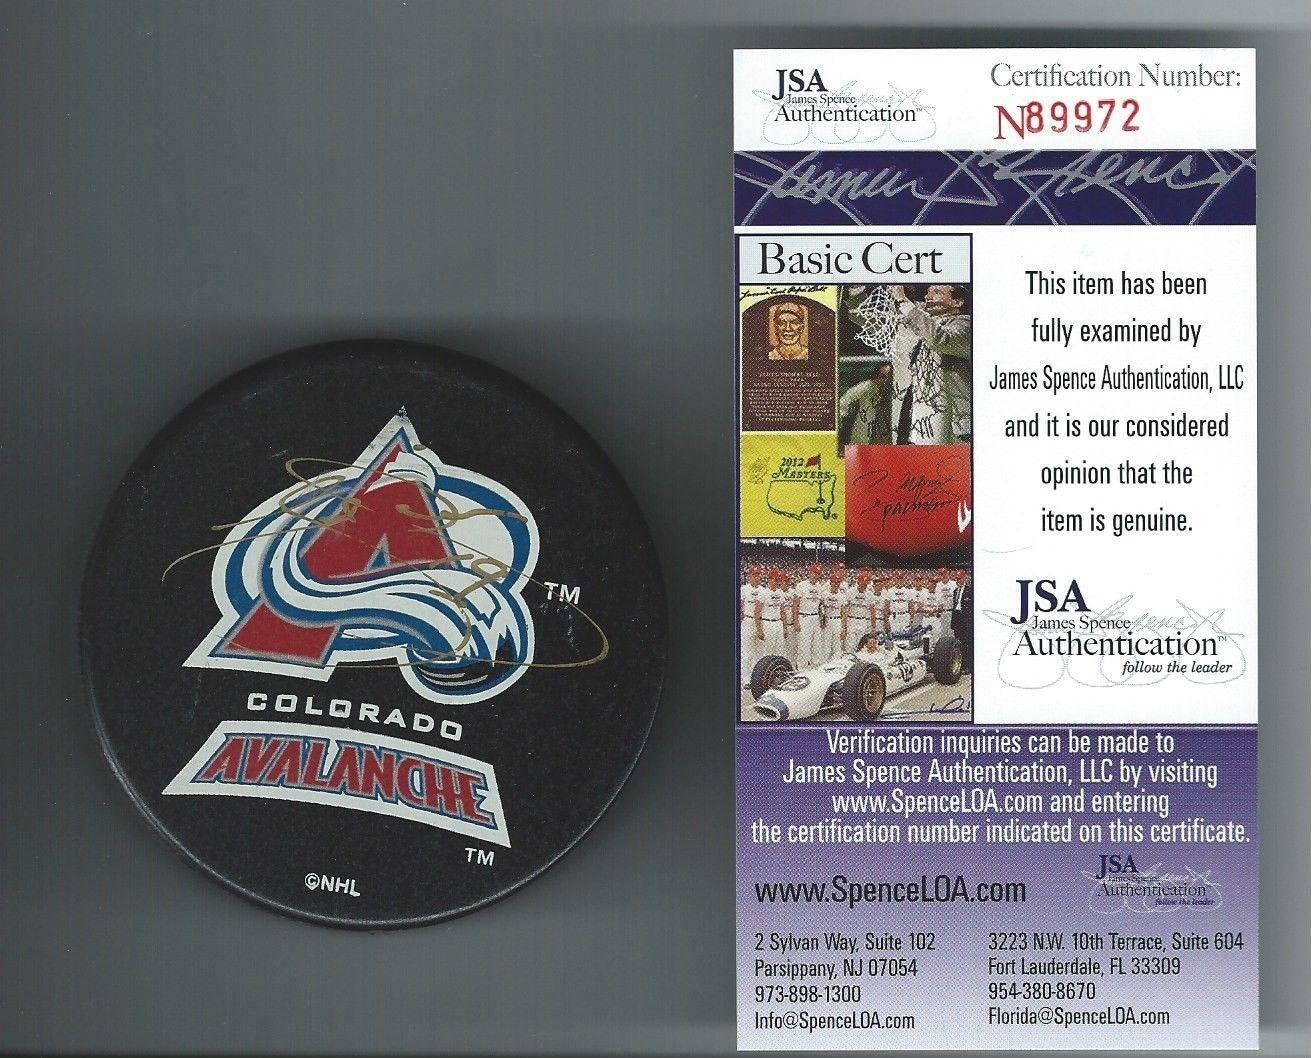 COLORADO
AVALANCHE
TM
TM
©NHL
JSA
James Spence
Authentication™
Certification Number:
N89972
Basic Cert
2012
MASTERS
This item has been
fully examined by
James Spence Authentication, LLC
and it is our considered
opinion that the
item is genuine.
JSA
James Spence
Authentication™
follow the leader
Verification inquiries can be made to
James Spence Authentication, LLC by visiting
www.SpenceLOA.com and entering
the certification number indicated on this certificate.
JSA
James Spence
Authentication™
follow the leader
www.SpenceLOA.com
2 Sylvan Way, Suite 102
Parsippany, NJ 07054
973-898-1300
Info@SpenceLOA.com
3223 N.W. 10th Terrace, Suite 604
Fort Lauderdale, FL 33309
954-380-8670
Florida@SpenceLOA.com